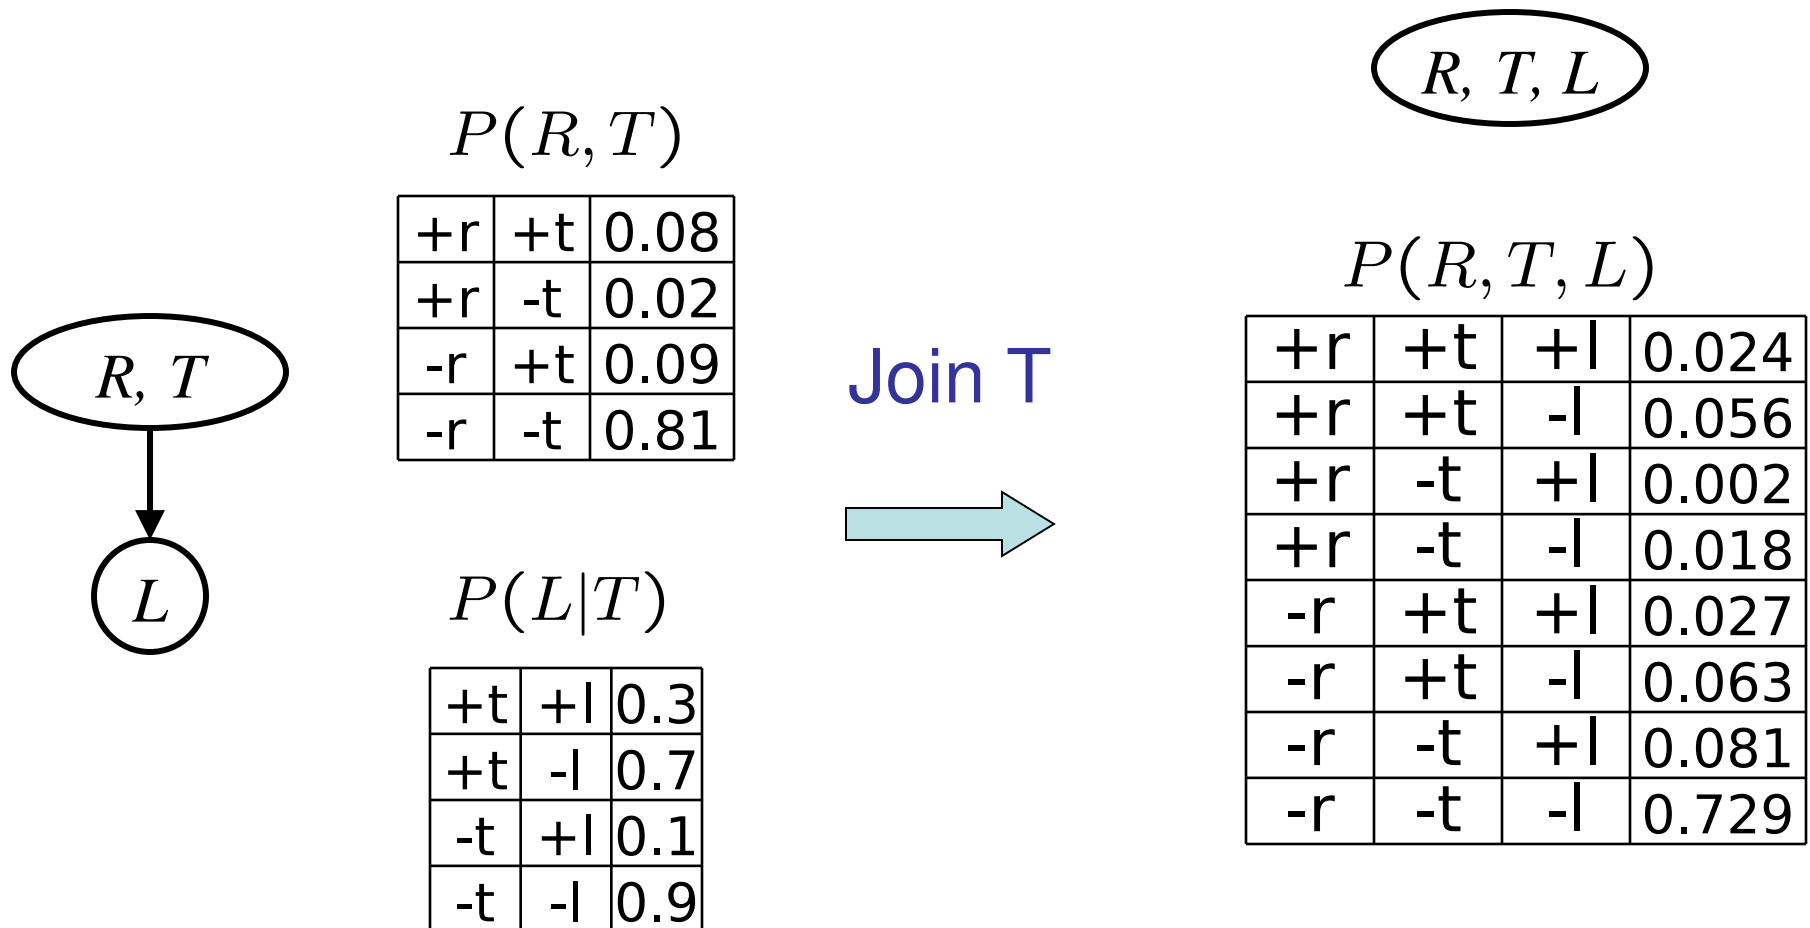 R, T
L
P(R, T)
+r +t 0.08
+r -t 0.02
-r +t 0.09
-r -t 0.81
P(L|T)
+t +l 0.3
+t -l 0.7
-t +l 0.1
-t -l 0.9
Join T
R, T, L
P(R, T, L)
+r +t +l 0.024
+r +t -l 0.056
+r -t +l 0.002
+r -t -l 0.018
-r +t +l 0.027
-r +t -l 0.063
-r -t +l 0.081
-r -t -l 0.729